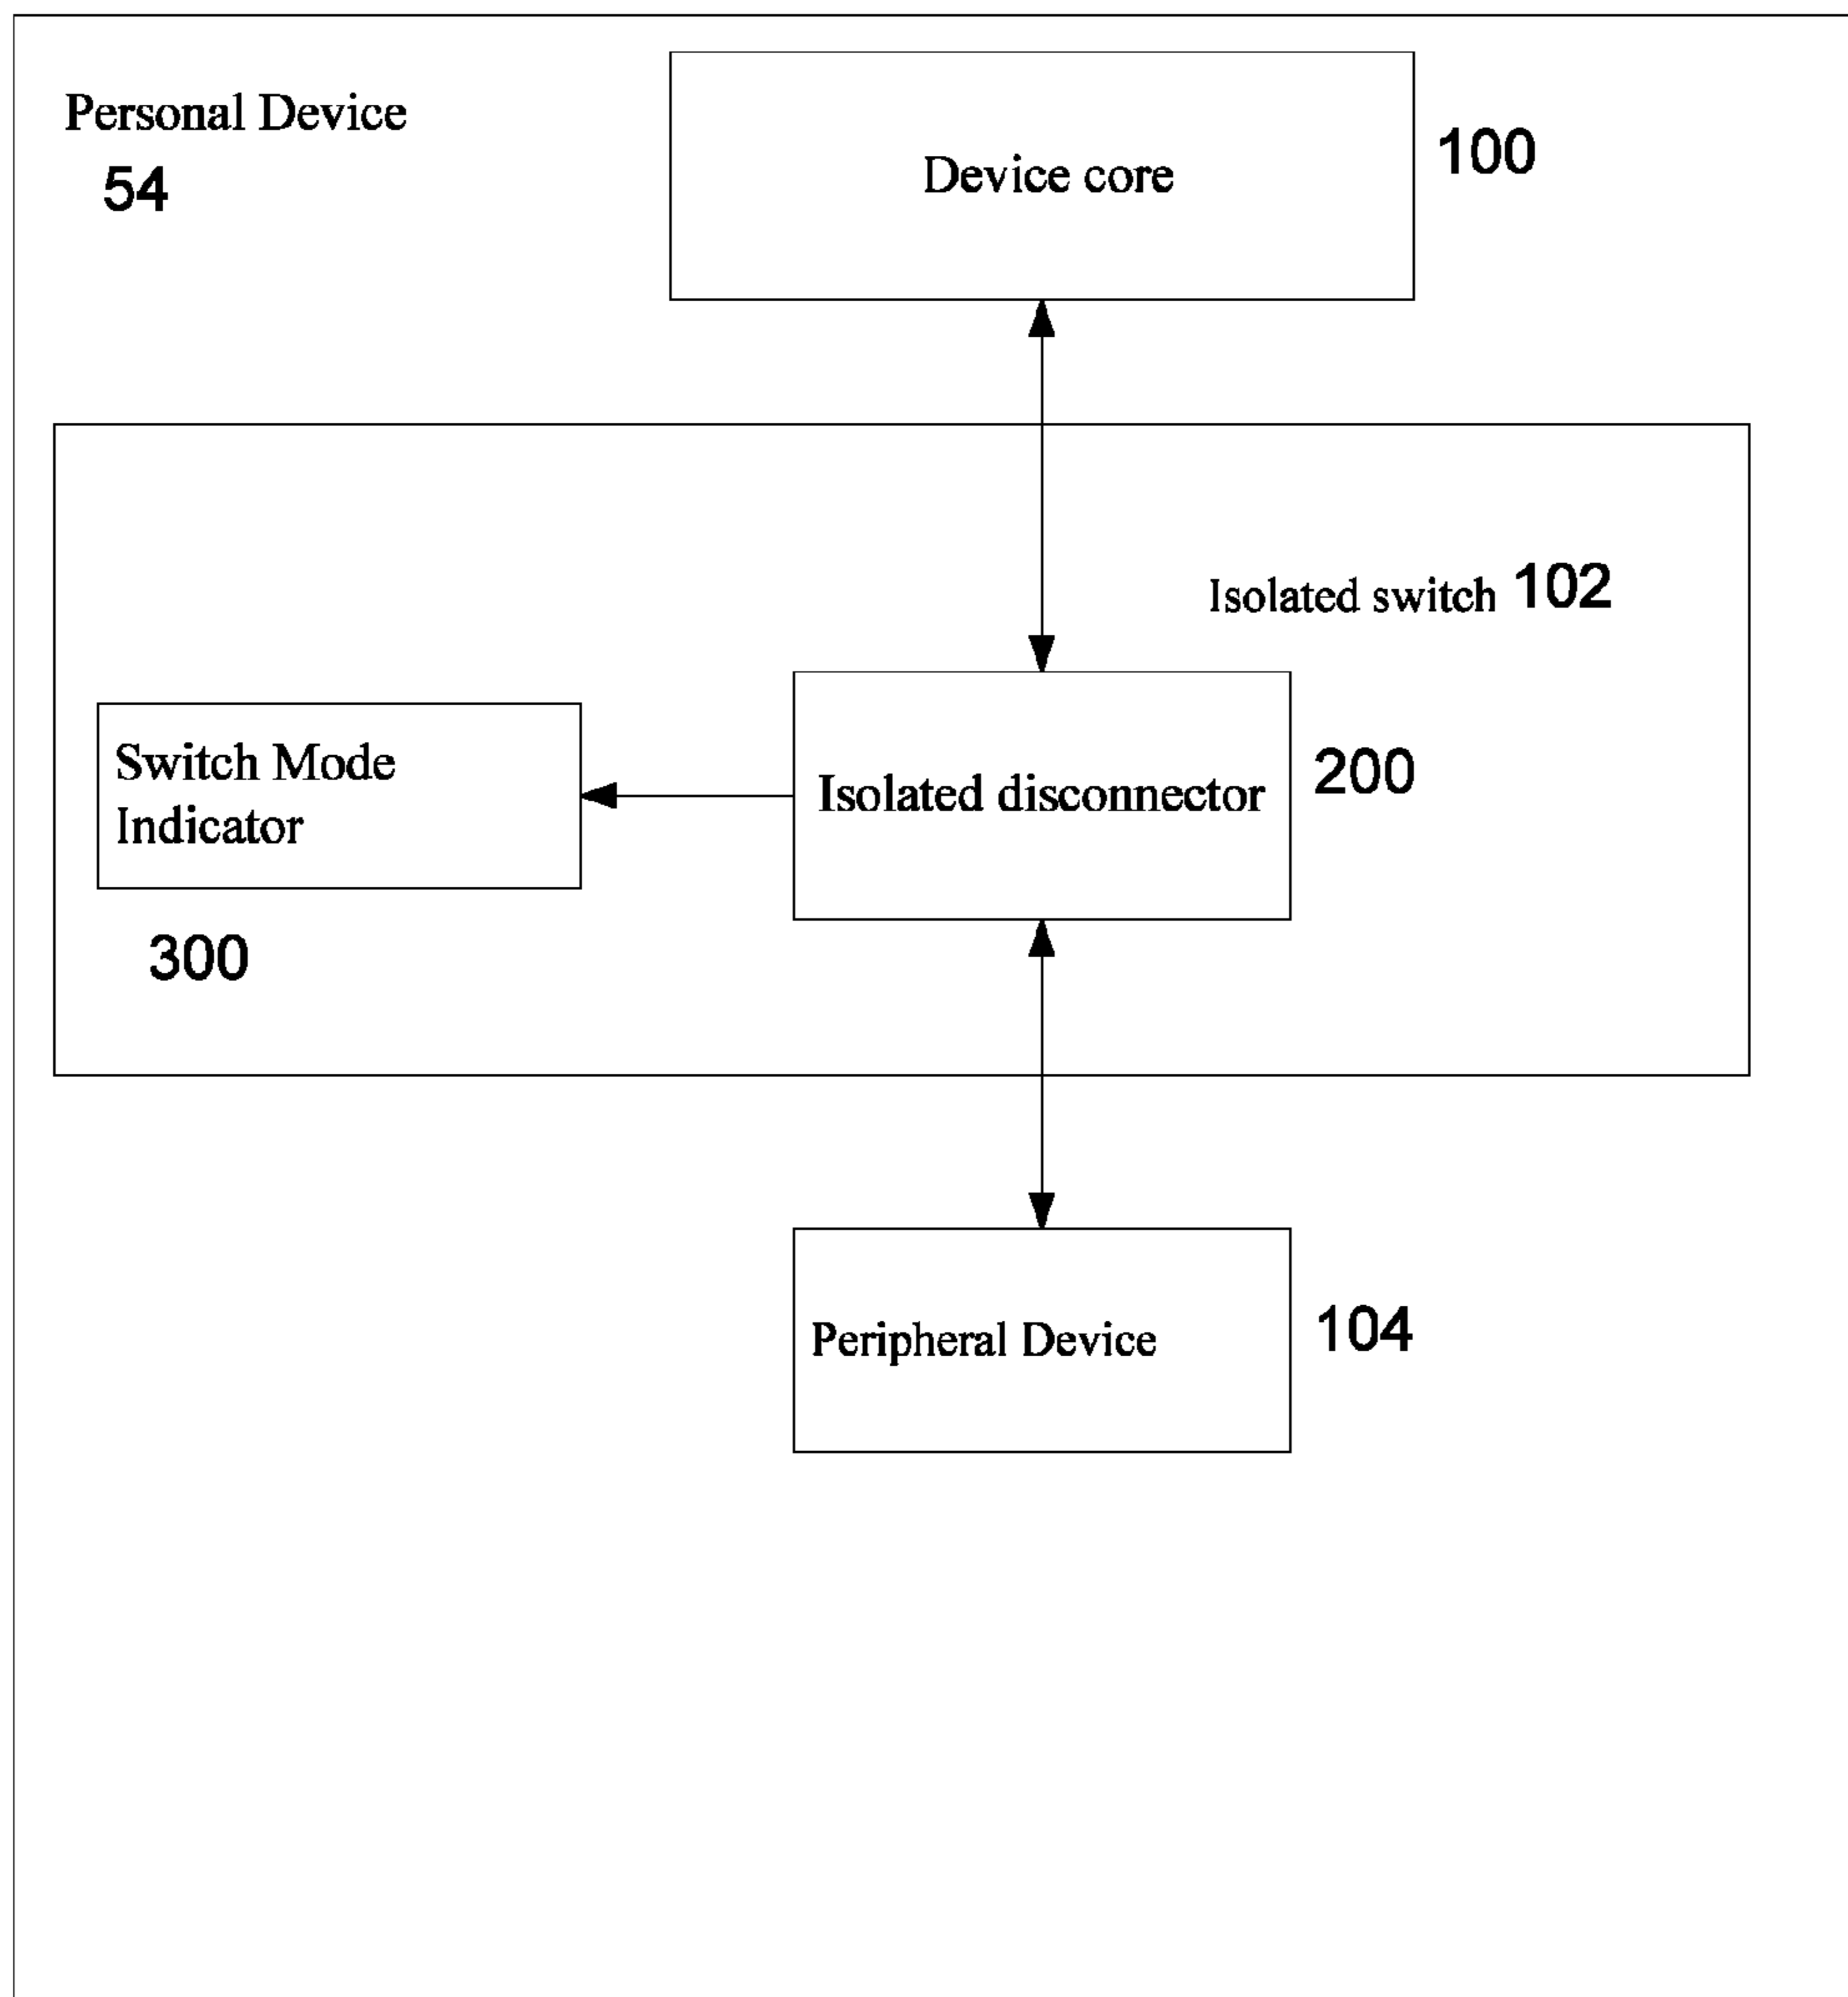 Personal Device
54
Device core
100
Isolated switch 102
Switch Mode
Indicator
300
Isolated disconnector
200
Peripheral Device
104